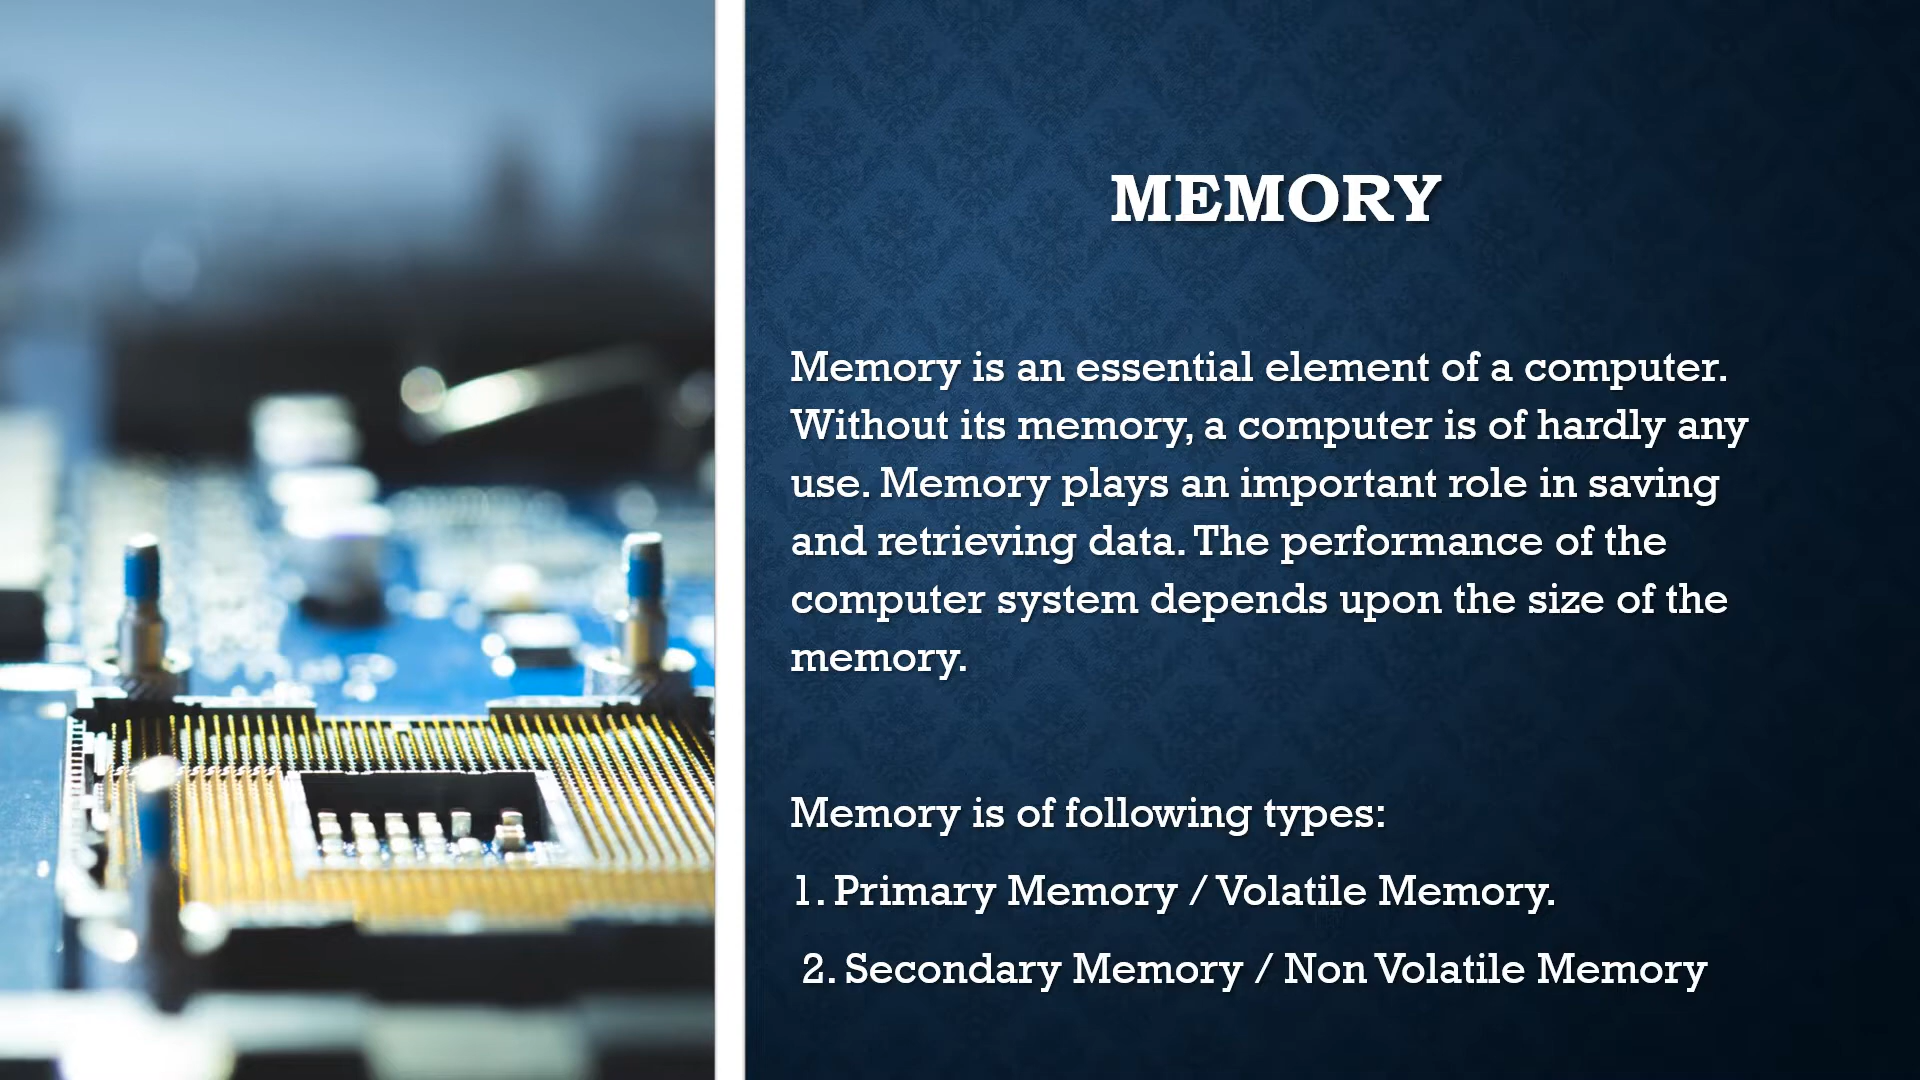 MEMORY
Memory is an essential element of a computer.
Without its memory, a computer is of hardly any
use. Memory plays an important role in saving
and retrieving data. The performance of the
computer system depends upon the size of the
memory.
Memory is of following types:
1. Primary Memory / Volatile Memory.
2. Secondary Memory / Non Volatile Memory